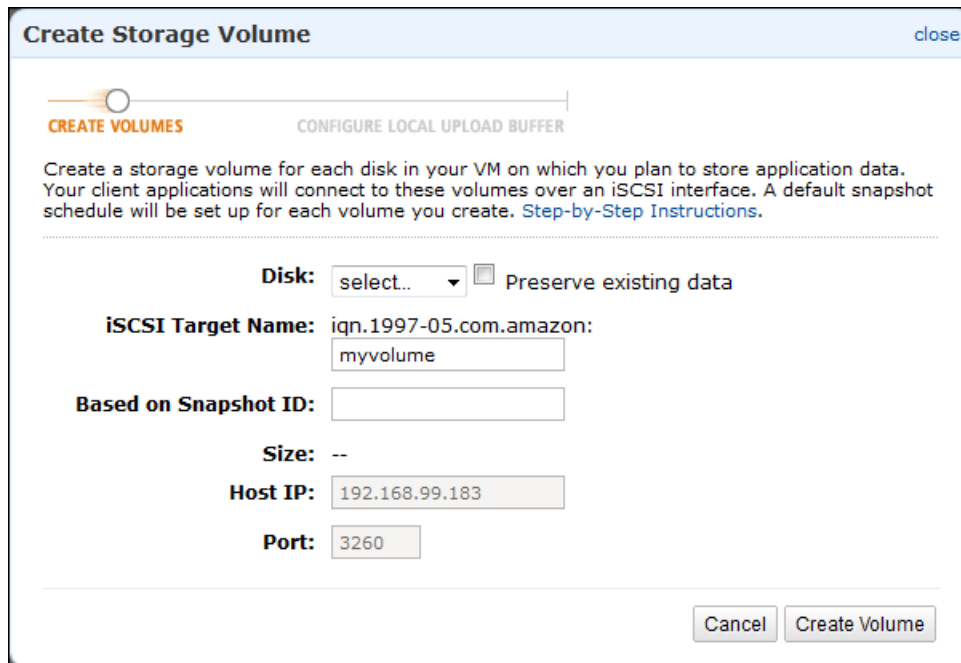 Create Storage Volume close
CREATE VOLUMES CONFIGURE LOCAL UPLOAD BUFFER
Create a storage volume for each disk in your VM on which you plan to store application data.
Your client applications will connect to these volumes over an iSCSI interface. A default snapshot
schedule will be set up for each volume you create. Step-by-Step Instructions.
Disk: select... Preserve existing data
iSCSI Target Name: iqn.1997-05.com.amazon:
myvolume
Based on Snapshot ID:
Size: --
Host IP: 192.168.99.183
Port: 3260
Cancel Create Volume